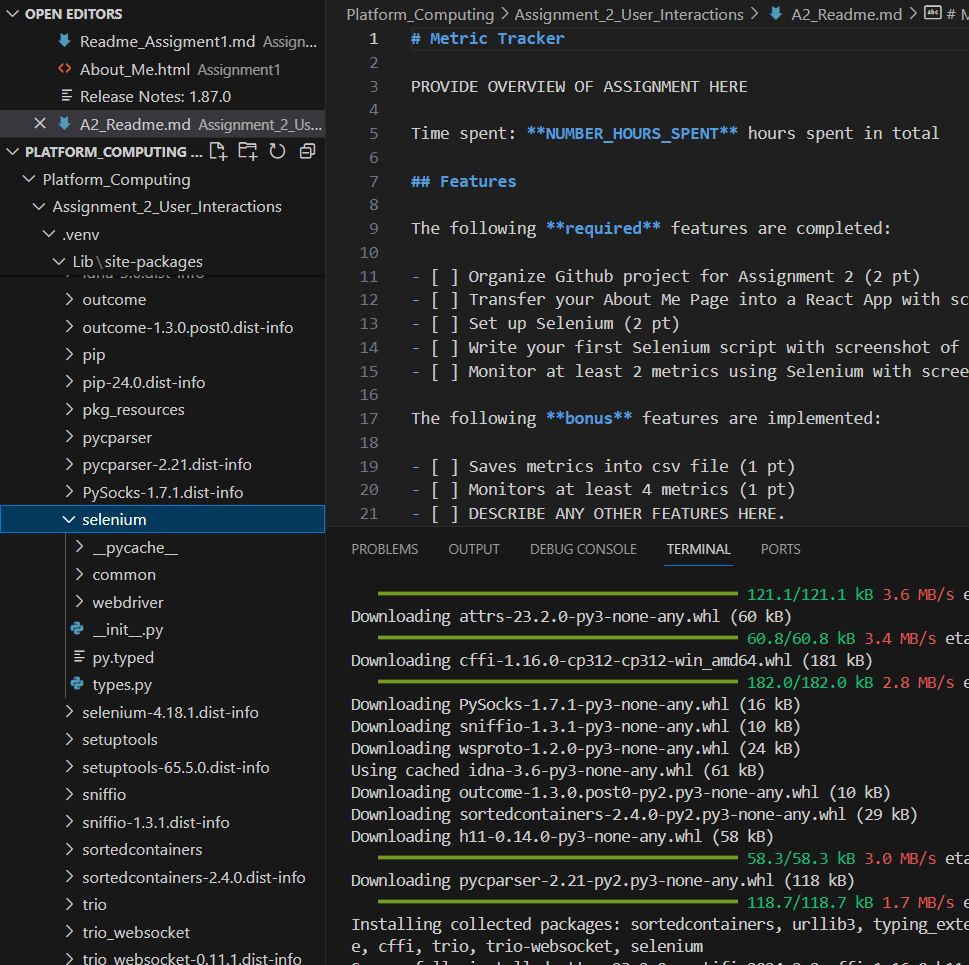 OPEN EDITORS
Readme_Assigment1.md Assign...
About_Me.html Assignment1
Release Notes: 1.87.0
A2_Readme.md Assignment_2_Us...
PLATFORM_COMPUTING ...
Platform_Computing
Assignment_2_User_Interactions
.venv
Lib\site-packages
outcome
outcome-1.3.0.post0.dist-info
pip
pip-24.0.dist-info
pkg_resources
pycparser
pycparser-2.21.dist-info
PySocks-1.7.1.dist-info
selenium
__pycache__
common
webdriver
__init__.py
py.typed
types.py
selenium-4.18.1.dist-info
setuptools
setuptools-65.5.0.dist-info
sniffio
sniffio-1.3.1.dist-info
sortedcontainers
sortedcontainers-2.4.0.dist-info
trio
trio_websocket
trio_websocket-0.11.1.dist-info
Platform_Computing > Assignment_2_User_Interactions > A2_Readme.md > # M
1 # Metric Tracker
2
3 PROVIDE OVERVIEW OF ASSIGNMENT HERE
4
5 Time spent: **NUMBER_HOURS_SPENT** hours spent in total
6
7 ## Features
8
9 The following **required** features are completed:
10
11 - [ ] Organize Github project for Assignment 2 (2 pt)
12 - [ ] Transfer your About Me Page into a React App with sc
13 - [ ] Set up Selenium (2 pt)
14 - [ ] Write your first Selenium script with screenshot of
15 - [ ] Monitor at least 2 metrics using Selenium with scree
16
17 The following **bonus** features are implemented:
18
19 - [ ] Saves metrics into csv file (1 pt)
20 - [ ] Monitors at least 4 metrics (1 pt)
21 - [ ] DESCRIBE ANY OTHER FEATURES HERE.
PROBLEMS OUTPUT DEBUG CONSOLE TERMINAL PORTS
121.1/121.1 kB 3.6 MB/s e
Downloading attrs-23.2.0-py3-none-any.whl (60 kB)
60.8/60.8 kB 3.4 MB/s eta
Downloading cffi-1.16.0-cp312-cp312-win_amd64.whl (181 kB)
182.0/182.0 kB 2.8 MB/s e
Downloading PySocks-1.7.1-py3-none-any.whl (16 kB)
Downloading sniffio-1.3.1-py3-none-any.whl (10 kB)
Downloading wsproto-1.2.0-py3-none-any.whl (24 kB)
Using cached idna-3.6-py3-none-any.whl (61 kB)
Downloading outcome-1.3.0.post0-py2.py3-none-any.whl (10 kB)
Downloading sortedcontainers-2.4.0-py2.py3-none-any.whl (29 kB)
Downloading h11-0.14.0-py3-none-any.whl (58 kB)
58.3/58.3 kB 3.0 MB/s eta
Downloading pycparser-2.21-py2.py3-none-any.whl (118 kB)
118.7/118.7 kB 1.7 MB/s e
Installing collected packages: sortedcontainers, urllib3, typing_exte
e, cffi, trio, trio-websocket, selenium